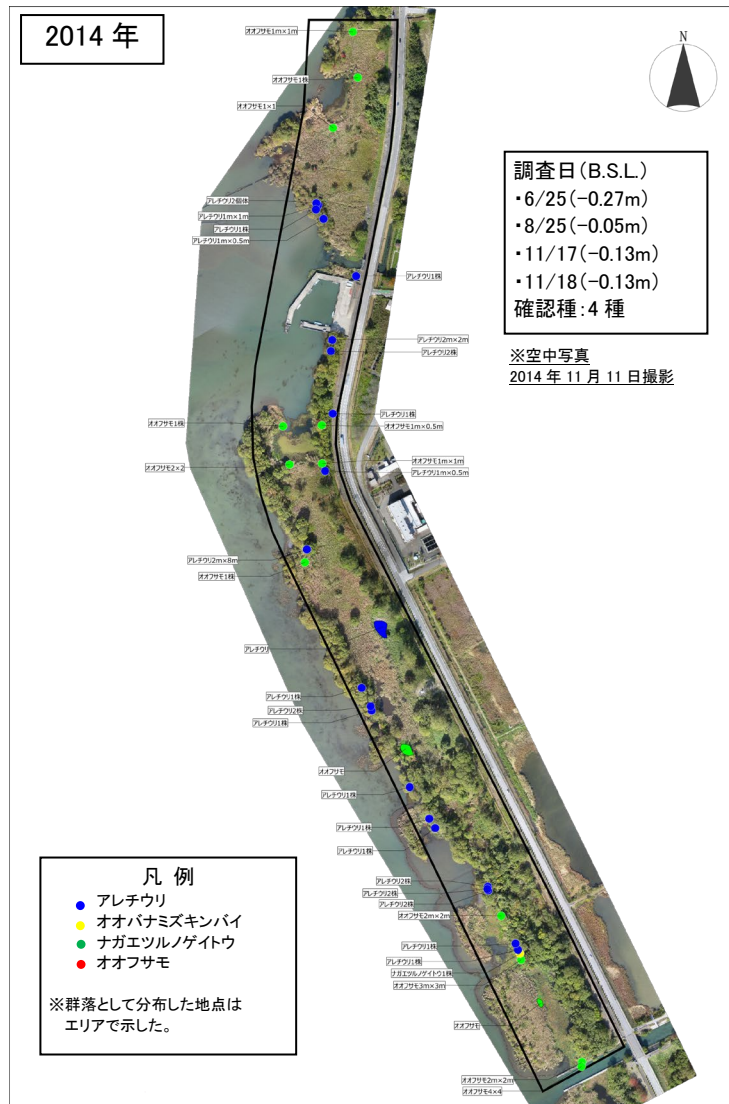 2014 年
N
調査日(B.S.L.)
・6/25(−0.27m)
・8/25(−0.05m)
・11/17(−0.13m)
・11/18(−0.13m)
確認種:4 種
※空中写真
2014 年 11 月 11 日撮影
オオフサモ1m×1m
オオフサモ1株
オオフサモ1×1
アレチウリ2個体
アレチウリ1m×1m
アレチウリ1株
アレチウリ1m×0.5m
アレチウリ1株
アレチウリ2m×2m
アレチウリ2株
アレチウリ1株
オオフサモ1株
オオフサモ1m×0.5m
オオフサモ1m×1m
オオフサモ2×2
アレチウリ1m×0.5m
アレチウリ2m×8m
オオフサモ1株
アレチウリ
アレチウリ1株
アレチウリ2株
アレチウリ1株
オオフサモ
アレチウリ1株
アレチウリ1株
アレチウリ1株
アレチウリ2株
アレチウリ2株
アレチウリ2株
オオフサモ2m×2m
アレチウリ1株
アレチウリ1株
ナガエツルノゲイトウ1株
オオフサモ3m×3m
オオフサモ
オオフサモ2m×2m
オオフサモ4×4
凡 例
アレチウリ
オオバナミズキンバイ
ナガエツルノゲイトウ
オオフサモ
※群落として分布した地点は
エリアで示した。